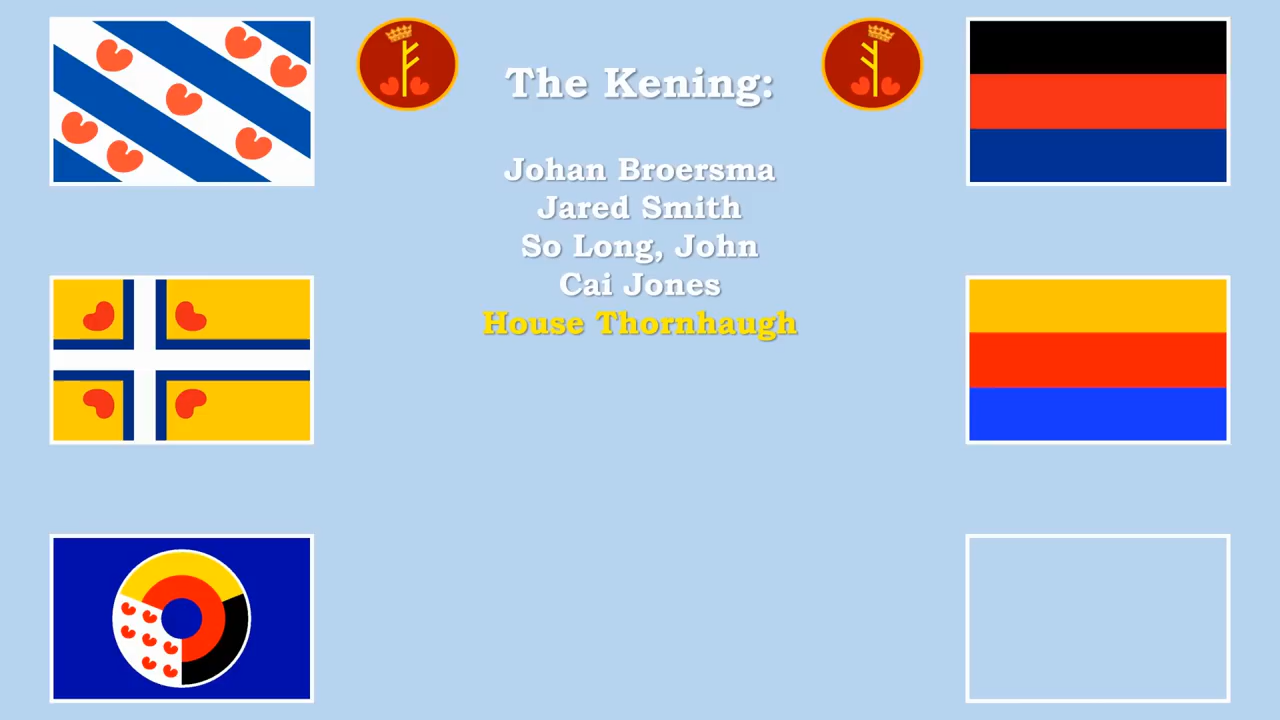 The Kening:
Johan Broersma
Jared Smith
So Long, John
Cai Jones
House Thornhaugh